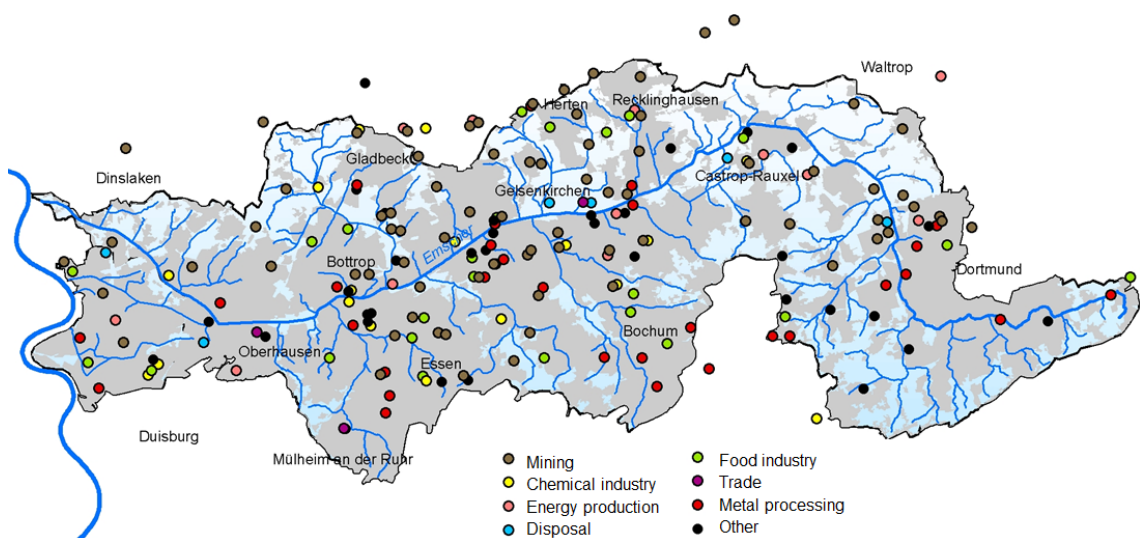 Waltrop
Herten
Recklinghausen
Gladbeck
Dinslaken
Castrop-Rauxel
Gelsenkirchen
Emscher
Bottrop
Dortmund
Bochum
Oberhausen
Essen
Duisburg
Mülheim an der Ruhr
Mining
Chemical industry
Energy production
Disposal
Food industry
Trade
Metal processing
Other